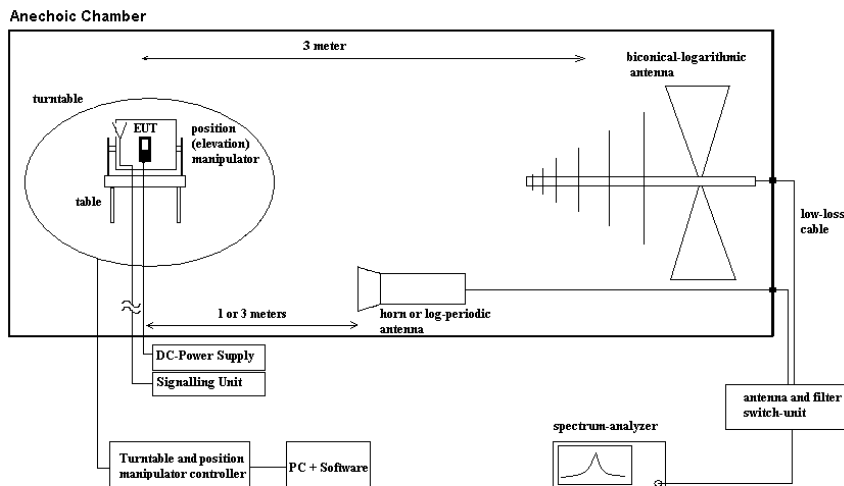 Anechoic Chamber
3 meter
biconical-logarithmic
antenna
turntable
EUT
position
(elevation)
manipulator
table
low-loss
cable
1 or 3 meters
horn or log-periodic
antenna
DC-Power Supply
Signalling Unit
antenna and filter
switch-unit
spectrum-analyzer
Turntable and position
manipulator controller
PC + Software